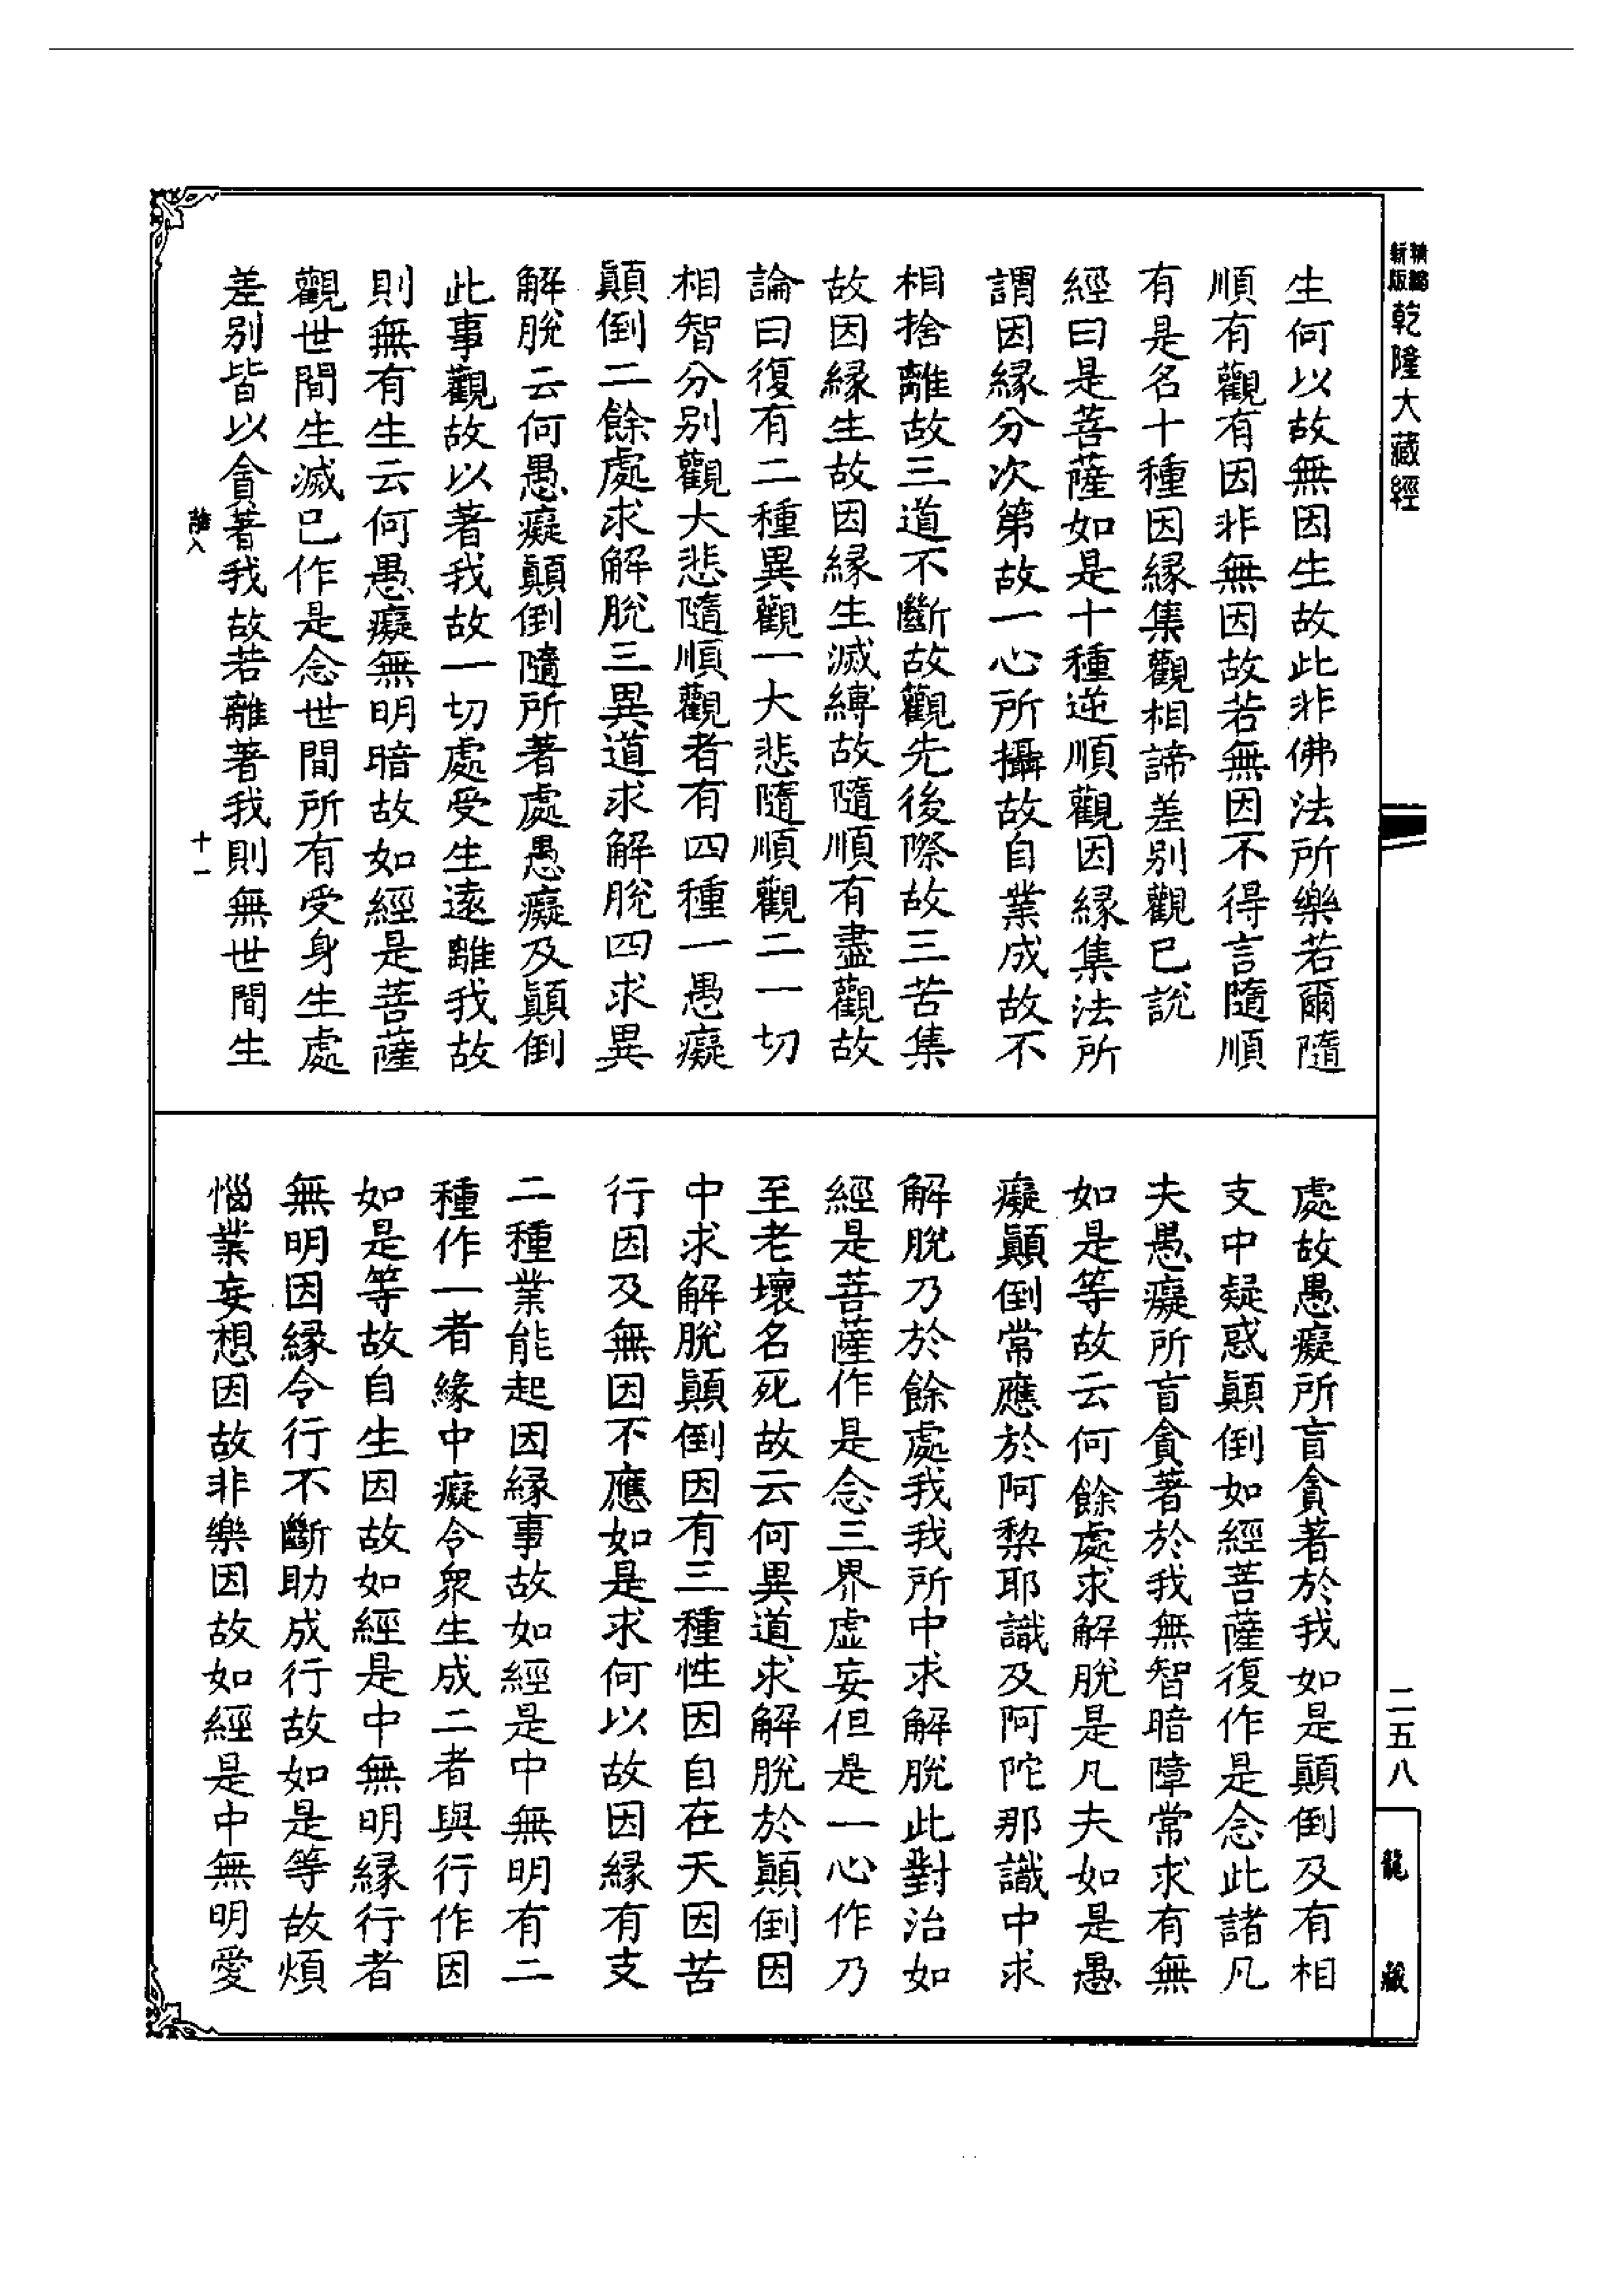 精縮新版
乾隆大藏經
生何以故無因生故此非佛法所樂若爾隨
順有觀有因非無因故若無因不得言隨順
有是名十種因緣集觀相諦差別觀已說
經曰是菩薩如是十種逆順觀因緣集法所
謂因緣分次第故一心所攝故自業成故不
相捨離故三道不斷故觀先後際故三苦集
故因緣生故因緣生滅縛故隨順有盡觀故
論曰復有二種異觀一大悲隨順觀二一切
相智分別觀大悲隨順觀者有四種一愚癡
顛倒二餘處求解脫三異道求解脫四求異
解脫云何愚癡顛倒隨所著處愚癡及顛倒
此事觀故以著我故一切處受生遠離我故
則無有生云何愚癡無明暗故如經是菩薩
觀世間生滅已作是念世間所有受身生處
差別皆以貪著我故若離著我則無世間生
十一
處故愚癡所盲貪著於我如是顛倒及有相
支中疑惑顛倒如經菩薩復作是念此諸凡
夫愚癡所盲貪著於我無智暗障常求有無
如是等故云何餘處求解脫是凡夫如是愚
癡顛倒常應於阿黎耶識及阿陀那識中求
解脫乃於餘處我我所中求解脫此對治如
經是菩薩作是念三界虛妄但是一心作乃
至老壞名死故云何異道求解脫於顛倒因
中求解脫顛倒因有三種性因自在天因苦
行因及無因不應如是求何以故因緣有支
二種業能起因緣事故如經是中無明有二
種作一者緣中癡令眾生成二者與行作因
如是等故自生因故如經是中無明緣行者
無明因緣令行不斷助成行故如是等故煩
惱業妄想因故非樂因故如經是中無明愛
二五八
龍藏